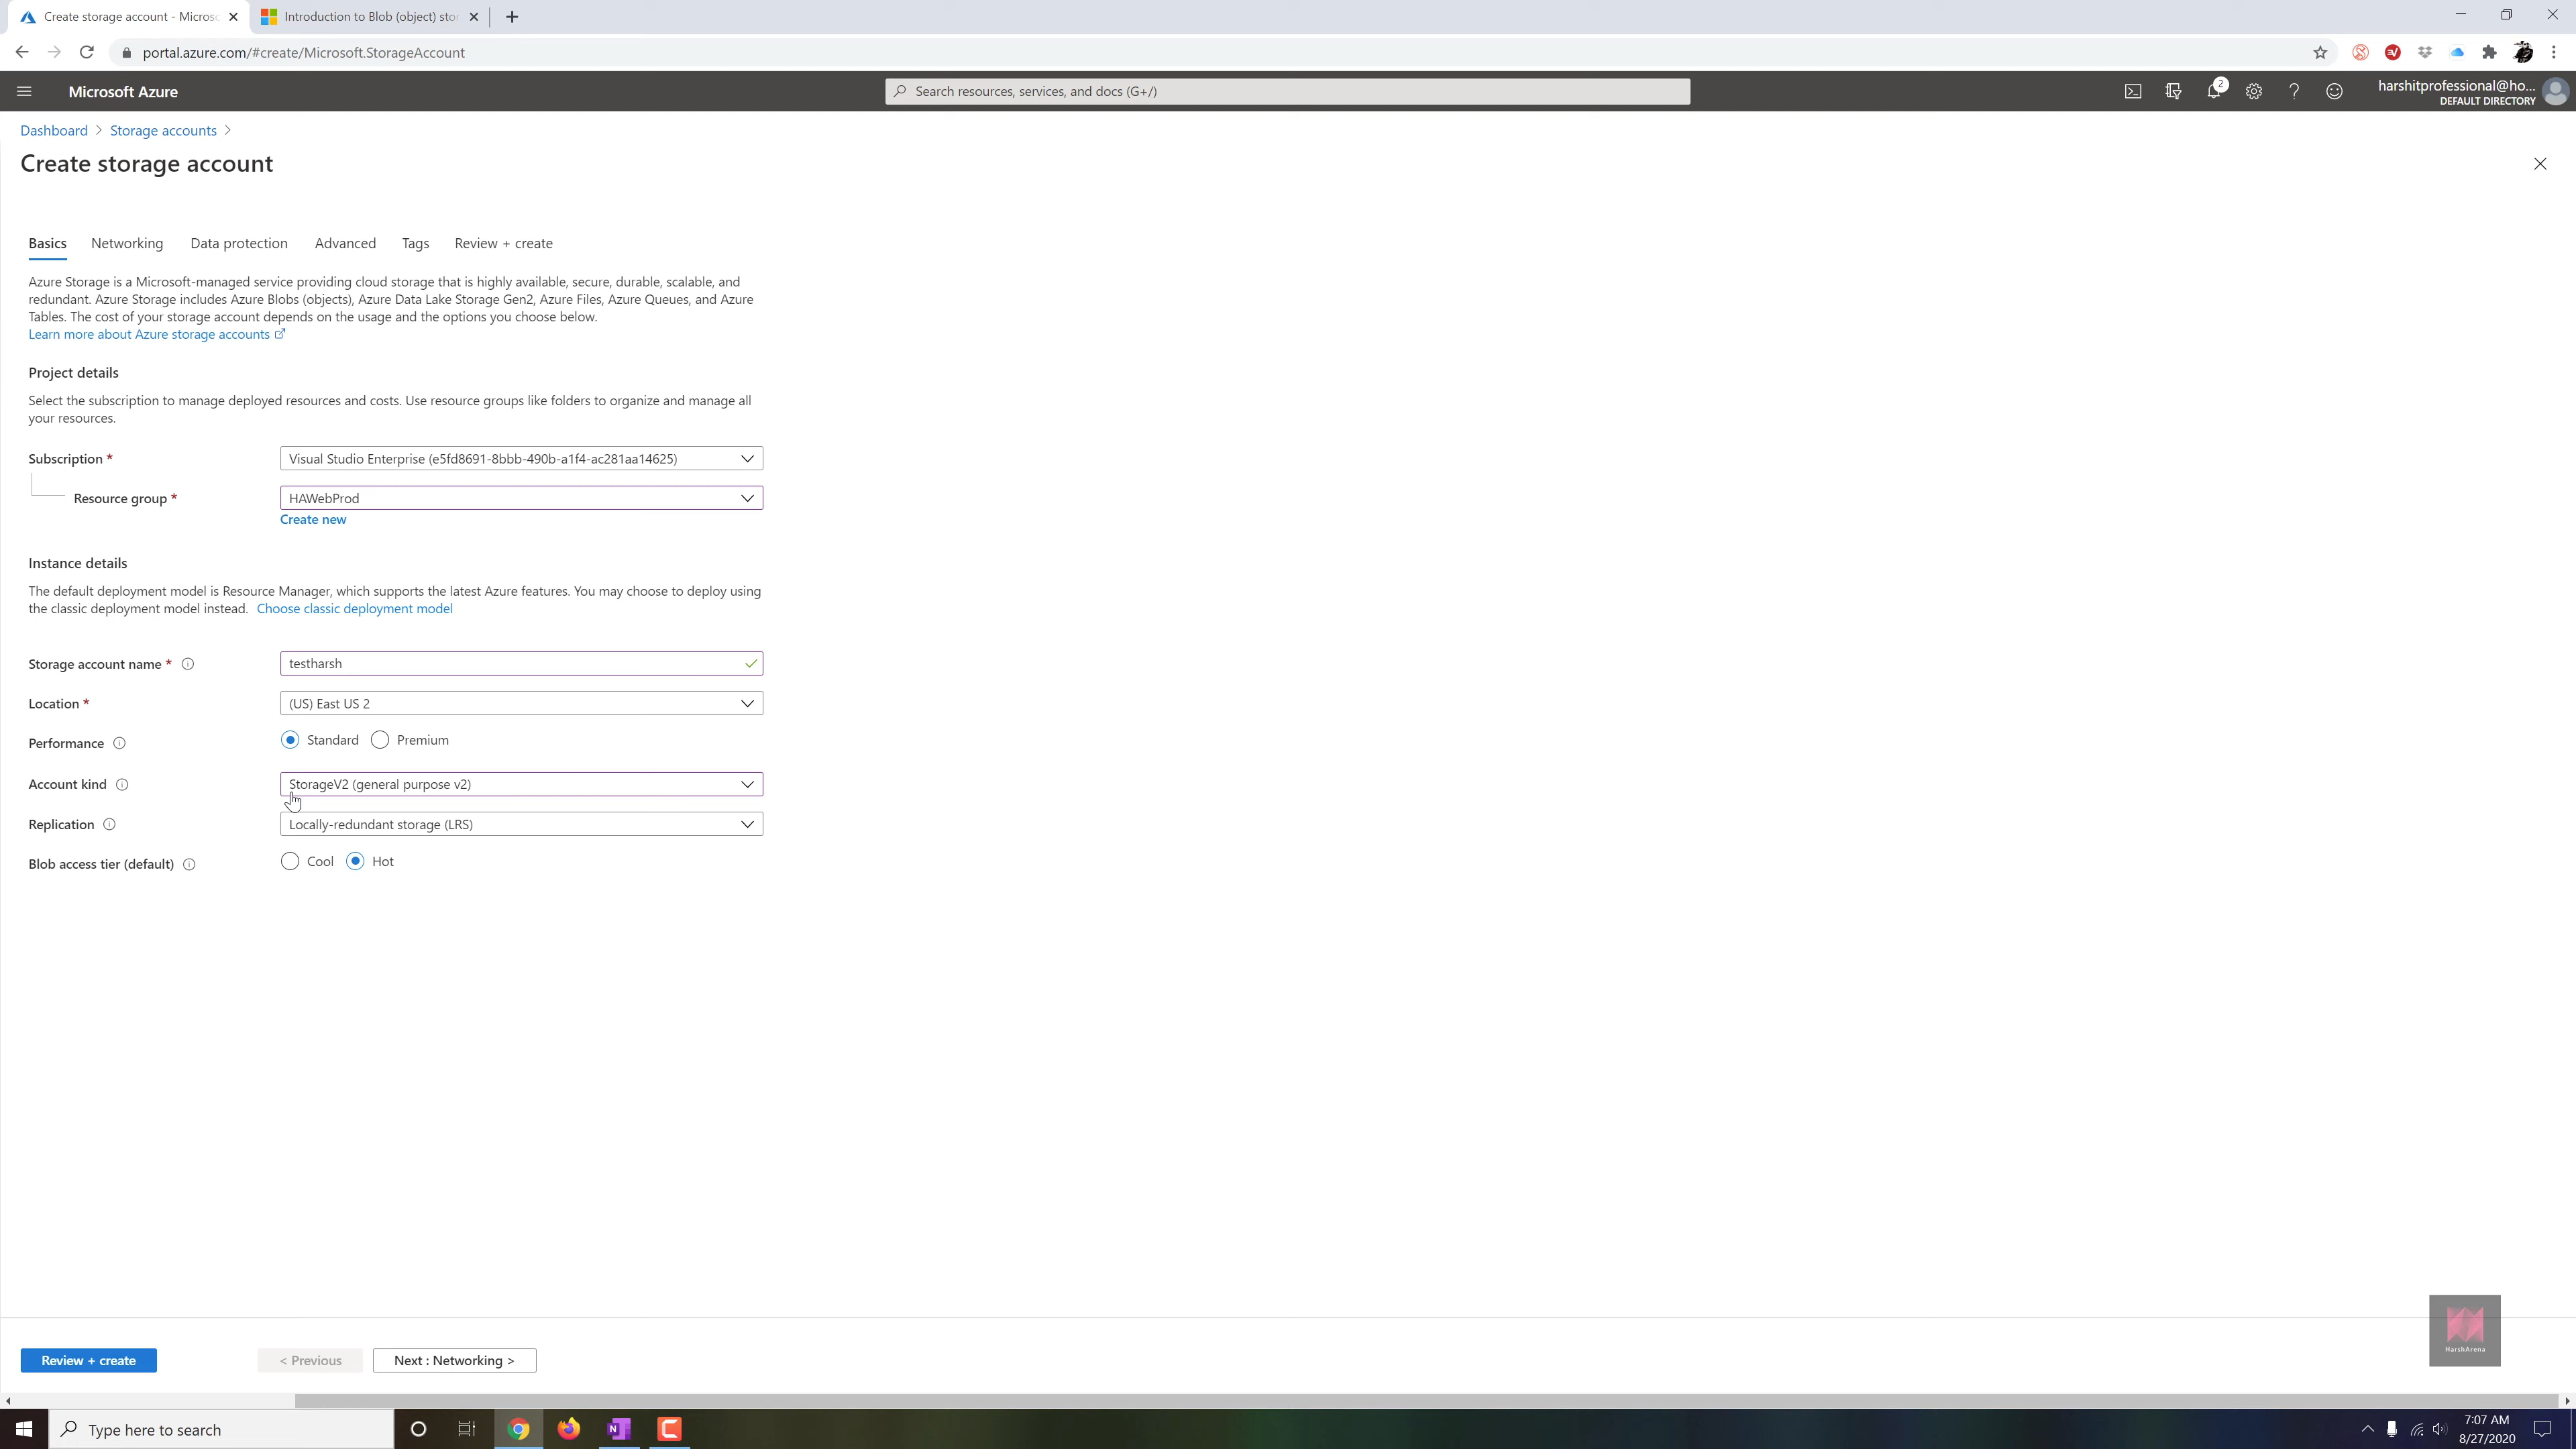 Create storage account - Micros
Introduction to Blob (object) stor
portal.azure.com/#create/Microsoft.StorageAccount
Microsoft Azure
Search resources, services, and docs (G+/)
2
harshitprofessional@ho...
DEFAULT DIRECTORY
Dashboard > Storage accounts >
Create storage account
Basics Networking Data protection Advanced Tags Review + create
Azure Storage is a Microsoft-managed service providing cloud storage that is highly available, secure, durable, scalable, and
redundant. Azure Storage includes Azure Blobs (objects), Azure Data Lake Storage Gen2, Azure Files, Azure Queues, and Azure
Tables. The cost of your storage account depends on the usage and the options you choose below.
Learn more about Azure storage accounts
Project details
Select the subscription to manage deployed resources and costs. Use resource groups like folders to organize and manage all
your resources.
Subscription * Visual Studio Enterprise (e5fd8691-8bbb-490b-a1f4-ac281aa14625)
Resource group * HAWebProd
Create new
Instance details
The default deployment model is Resource Manager, which supports the latest Azure features. You may choose to deploy using
the classic deployment model instead. Choose classic deployment model
Storage account name * testharsh
Location * (US) East US 2
Performance Standard Premium
Account kind StorageV2 (general purpose v2)
Replication Locally-redundant storage (LRS)
Blob access tier (default) Cool Hot
HarshArena
Review + create < Previous Next : Networking >
Type here to search
7:07 AM
8/27/2020